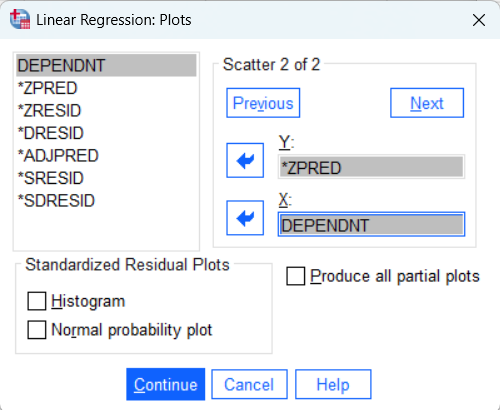 Linear Regression: Plots
DEPENDNT
*ZPRED
*ZRESID
*DRESID
*ADJPRED
*SRESID
*SDRESID
Scatter 2 of 2
Previous
Next
Y:
*ZPRED
X:
DEPENDNT
Standardized Residual Plots
Histogram
Normal probability plot
Produce all partial plots
Continue
Cancel
Help